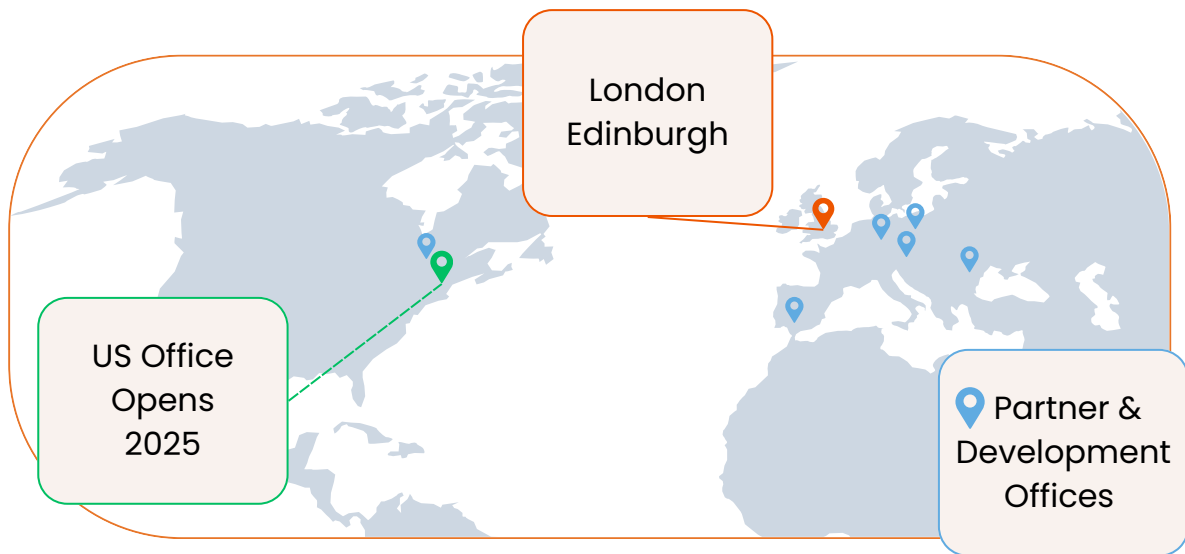 London
Edinburgh
US Office
Opens
2025
Partner &
Development
Offices